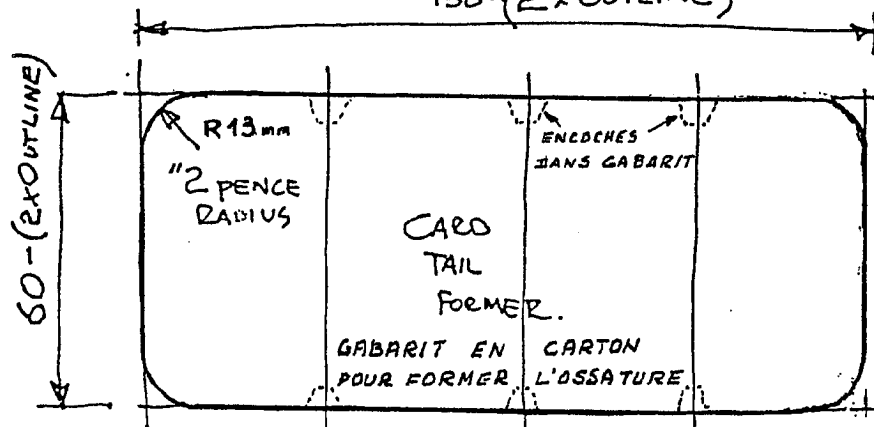 -(2xOUTLINE)
60-(2xOUTLINE)
R13mm
"2 PENCE
RADIUS
ENCOCHES
DANS GABARIT
CARD
TAIL
FORMER.
GABARIT EN CARTON
POUR FORMER L'OSSATURE